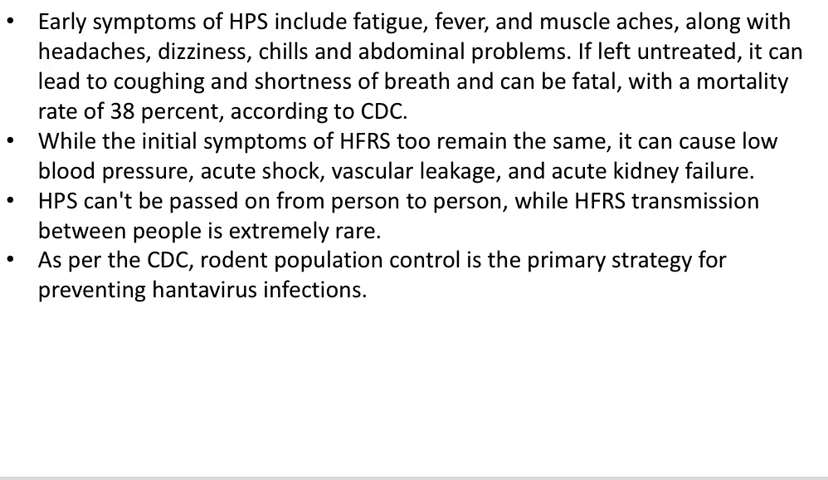 • Early symptoms of HPS include fatigue, fever, and muscle aches, along with
headaches, dizziness, chills and abdominal problems. If left untreated, it can
lead to coughing and shortness of breath and can be fatal, with a mortality
rate of 38 percent, according to CDC.
• While the initial symptoms of HFRS too remain the same, it can cause low
blood pressure, acute shock, vascular leakage, and acute kidney failure.
• HPS can't be passed on from person to person, while HFRS transmission
between people is extremely rare.
• As per the CDC, rodent population control is the primary strategy for
preventing hantavirus infections.